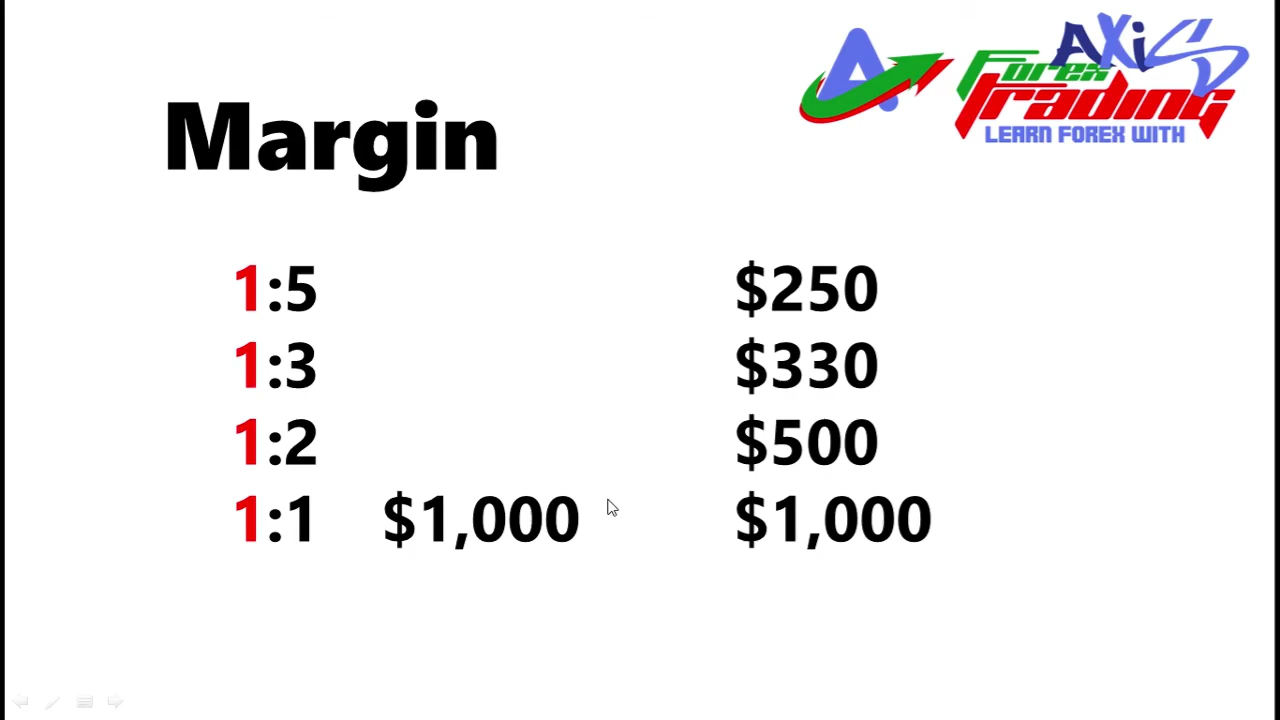 AXiS
Forex
Trading
LEARN FOREX WITH
Margin
1:5 $250
1:3 $330
1:2 $500
1:1 $1,000 $1,000